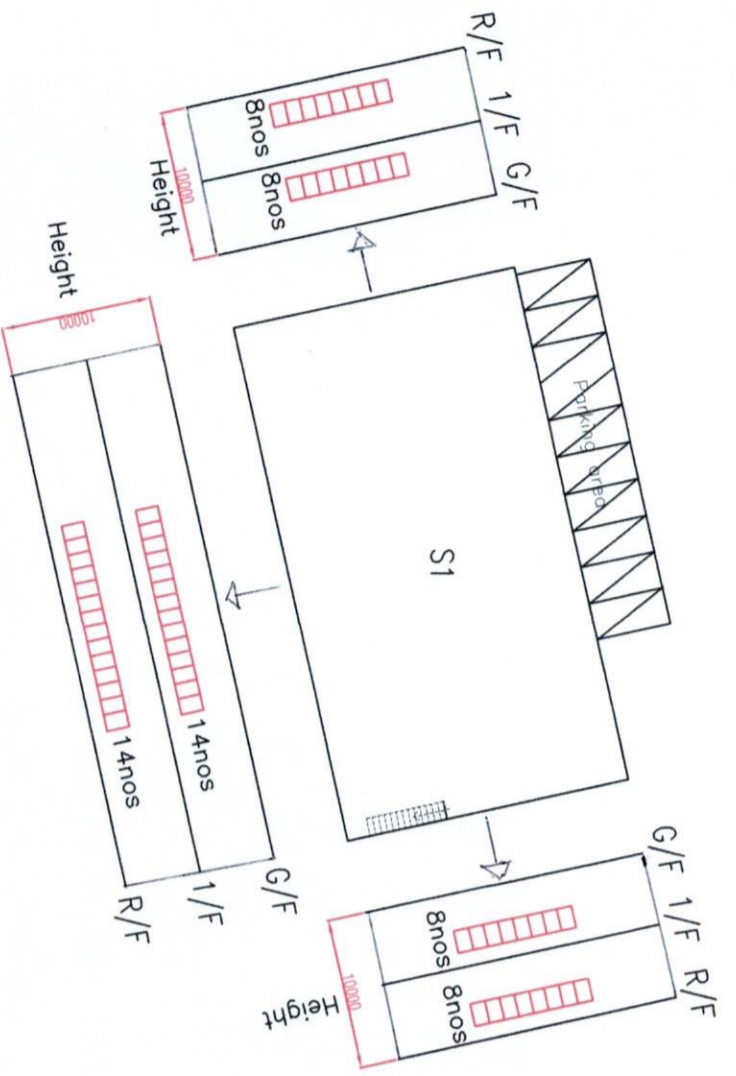 R/F 1/F G/F
8nos
8nos
10000
Height
Parking area
S1
Height
10000
14nos
14nos
G/F
1/F
R/F
G/F 1/F R/F
8nos
8nos
10000
Height